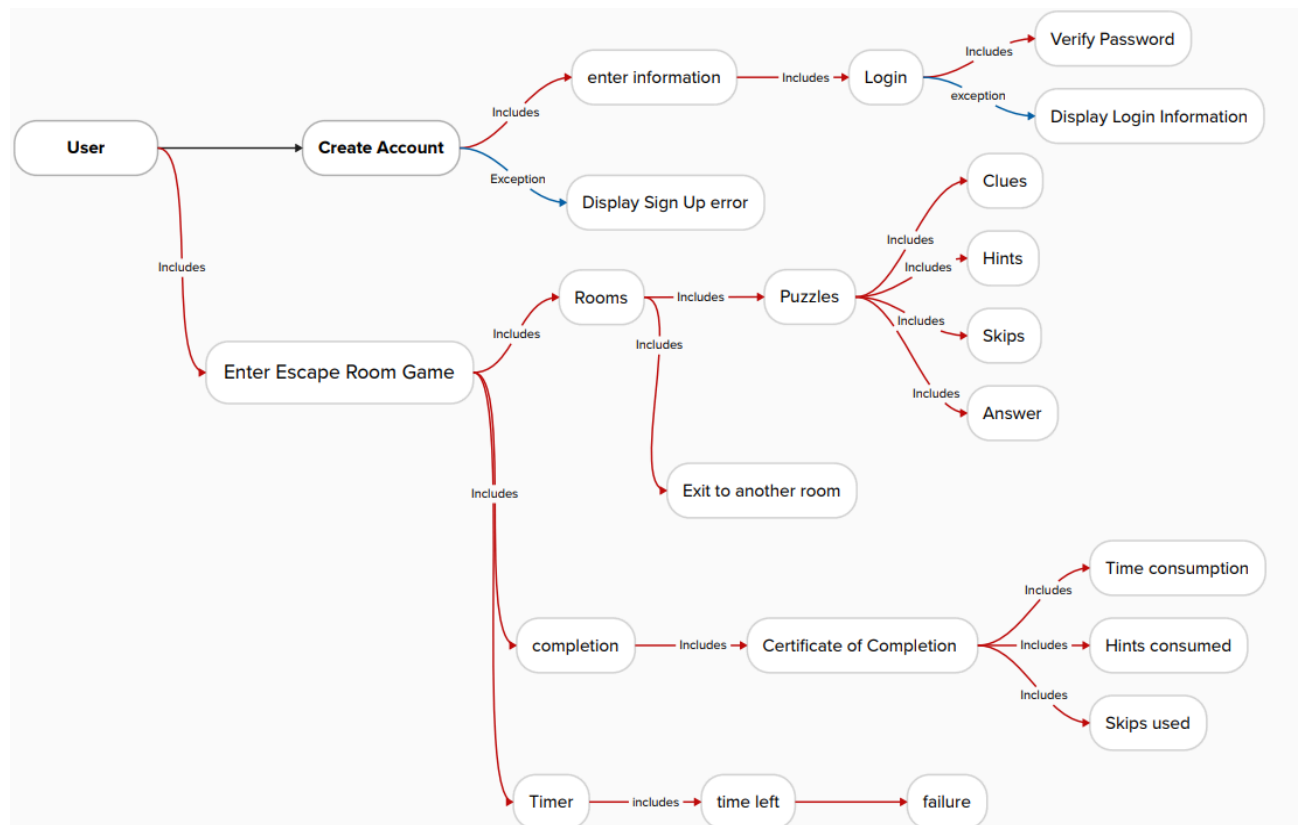 Verify Password
Includes
enter information
Includes
Login
exception
Includes
Display Login Information
User
Create Account
Exception
Clues
Display Sign Up error
Includes
Hints
Includes
Includes
Rooms
Includes
Puzzles
Includes
Skips
Includes
Includes
Enter Escape Room Game
Includes
Answer
Exit to another room
Includes
Time consumption
Includes
completion
Includes
Certificate of Completion
Includes
Hints consumed
Includes
Skips used
Timer
includes
time left
failure